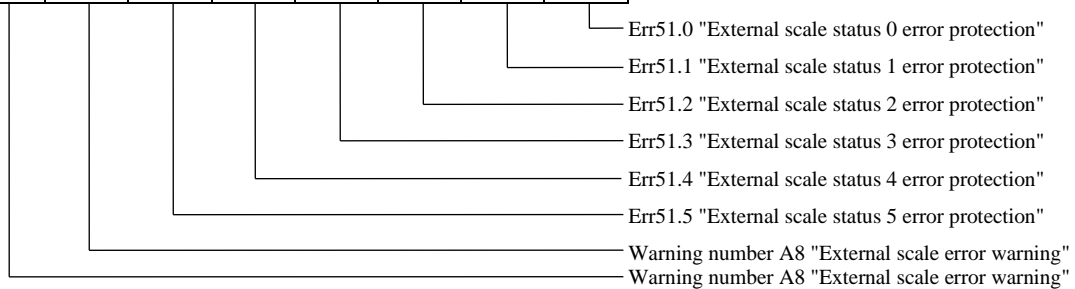 Err51.0 "External scale status 0 error protection"
Err51.1 "External scale status 1 error protection"
Err51.2 "External scale status 2 error protection"
Err51.3 "External scale status 3 error protection"
Err51.4 "External scale status 4 error protection"
Err51.5 "External scale status 5 error protection"
Warning number A8 "External scale error warning"
Warning number A8 "External scale error warning"